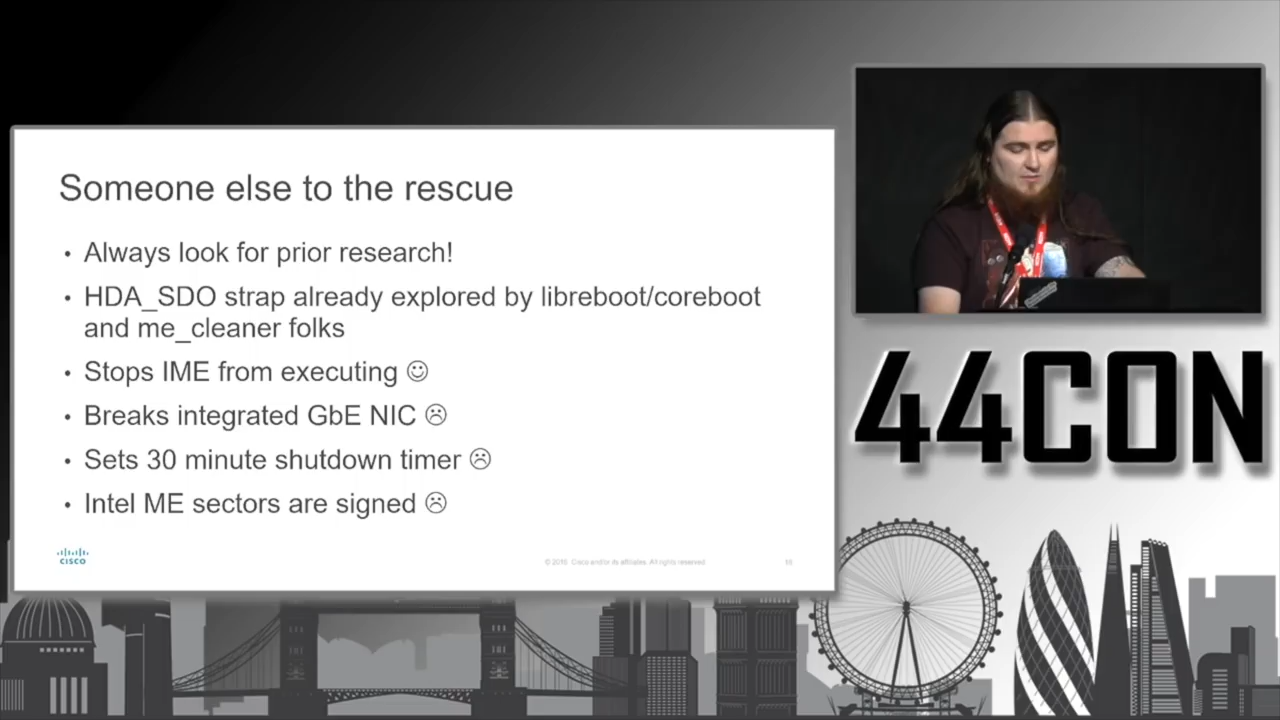 Someone else to the rescue
• Always look for prior research!
• HDA_SDO strap already explored by libreboot/coreboot
and me_cleaner folks
• Stops IME from executing ☺
• Breaks integrated GbE NIC ☹
• Sets 30 minute shutdown timer ☹
• Intel ME sectors are signed ☹
CISCO
44CON